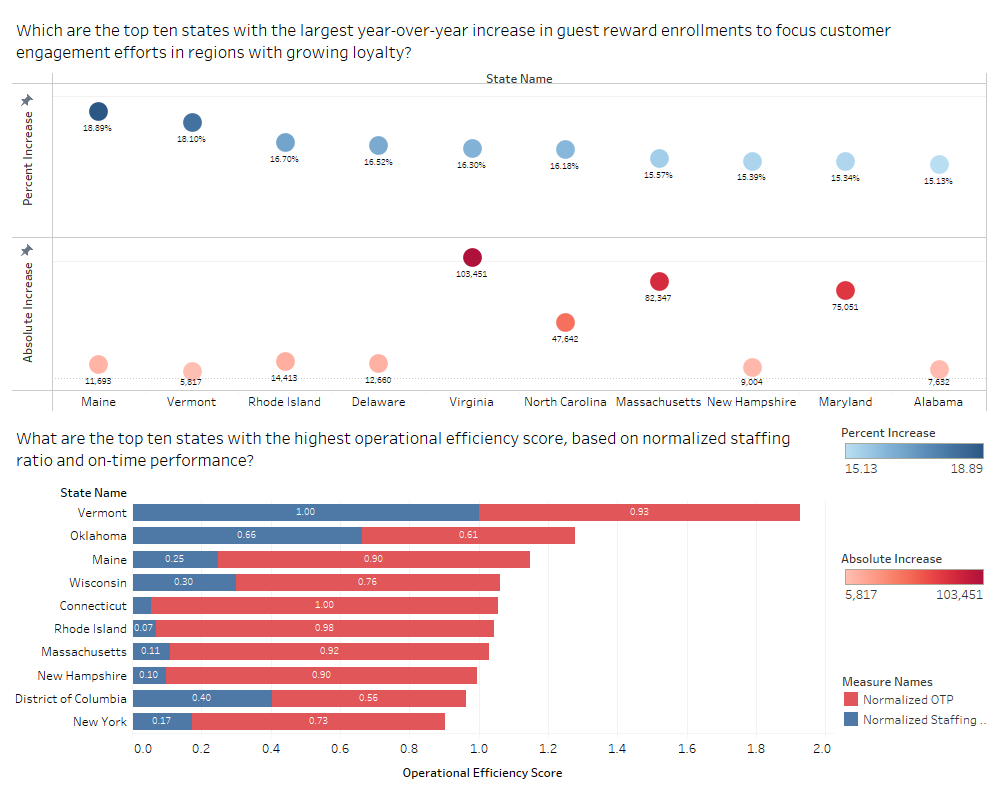 Which are the top ten states with the largest year-over-year increase in guest reward enrollments to focus customer
engagement efforts in regions with growing loyalty?
State Name
Percent Increase
18.89%
18.10%
16.70%
16.52%
16.30%
16.18%
15.57%
15.39%
15.34%
15.13%
Absolute Increase
11,693
5,817
14,413
12,660
103,451
47,642
82,347
9,004
75,051
7,632
Maine Vermont Rhode Island Delaware Virginia North Carolina Massachusetts New Hampshire Maryland Alabama
What are the top ten states with the highest operational efficiency score, based on normalized staffing
ratio and on-time performance?
State Name
Vermont 1.00 0.93
Oklahoma 0.66 0.61
Maine 0.25 0.90
Wisconsin 0.30 0.76
Connecticut 1.00
Rhode Island 0.07 0.98
Massachusetts 0.11 0.92
New Hampshire 0.10 0.90
District of Columbia 0.40 0.56
New York 0.17 0.73
0.0 0.2 0.4 0.6 0.8 1.0 1.2 1.4 1.6 1.8 2.0
Operational Efficiency Score
Percent Increase
15.13 18.89
Absolute Increase
5,817 103,451
Measure Names
Normalized OTP
Normalized Staffing ..